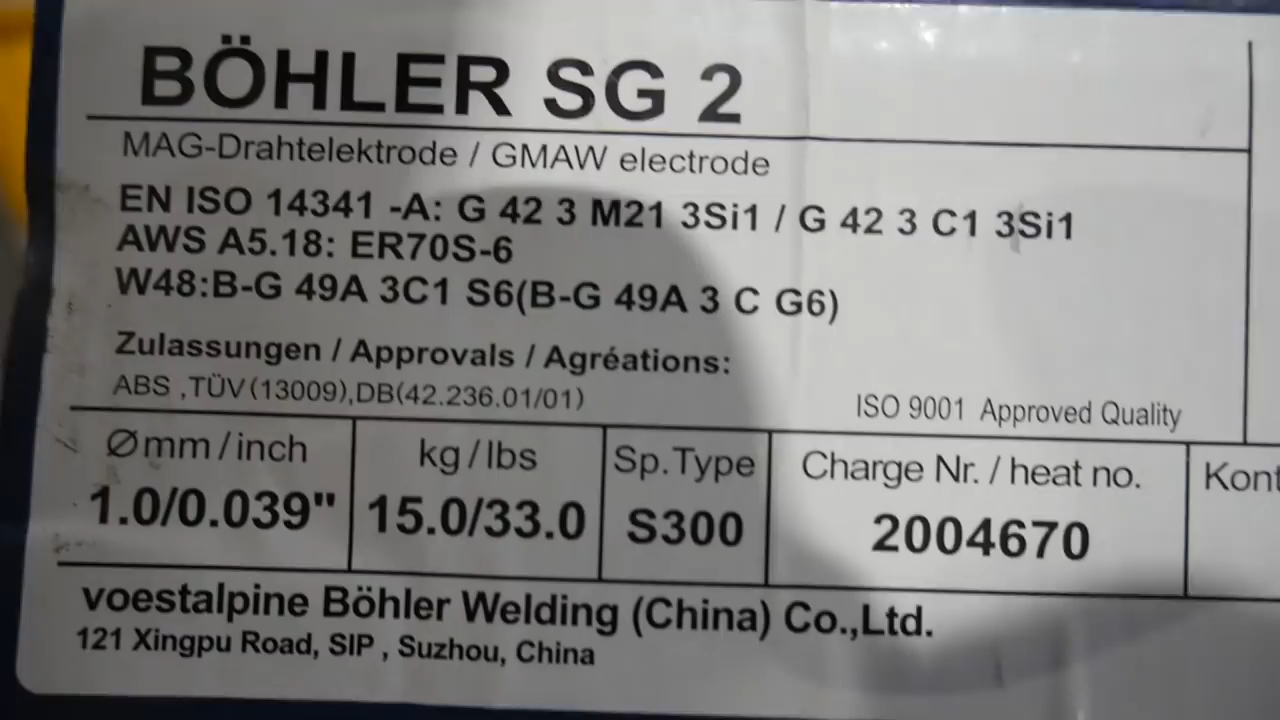 BÖHLER SG 2
MAG-Drahtelektrode / GMAW electrode
EN ISO 14341 -A: G 42 3 M21 3Si1 / G 42 3 C1 3Si1
AWS A5.18: ER70S-6
W48:B-G 49A 3C1 S6(B-G 49A 3 C G6)
Zulassungen / Approvals / Agréations:
ABS ,TÜV(13009),DB(42.236.01/01)
ISO 9001 Approved Quality
Ømm/inch kg/lbs Sp.Type Charge Nr. / heat no.
1.0/0.039" 15.0/33.0 S300 2004670
voestalpine Böhler Welding (China) Co.,Ltd.
121 Xingpu Road, SIP , Suzhou, China